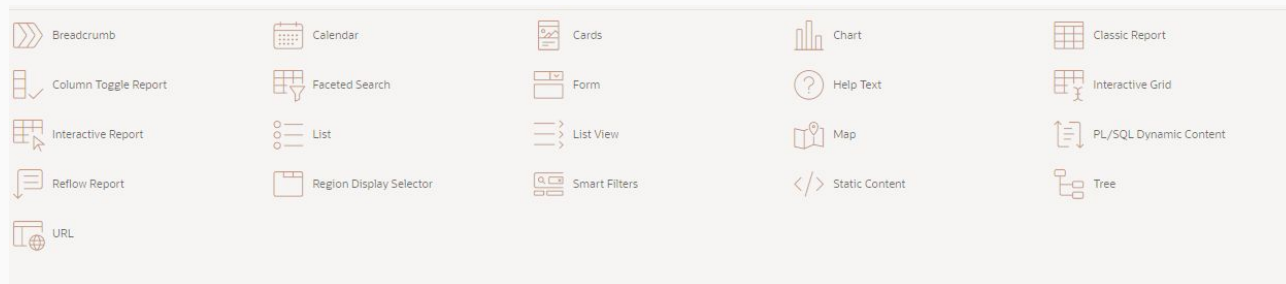 Breadcrumb
Calendar
Cards
Chart
Classic Report
Column Toggle Report
Faceted Search
Form
Help Text
Interactive Grid
Interactive Report
List
List View
Map
PL/SQL Dynamic Content
Reflow Report
Region Display Selector
Smart Filters
Static Content
Tree
URL